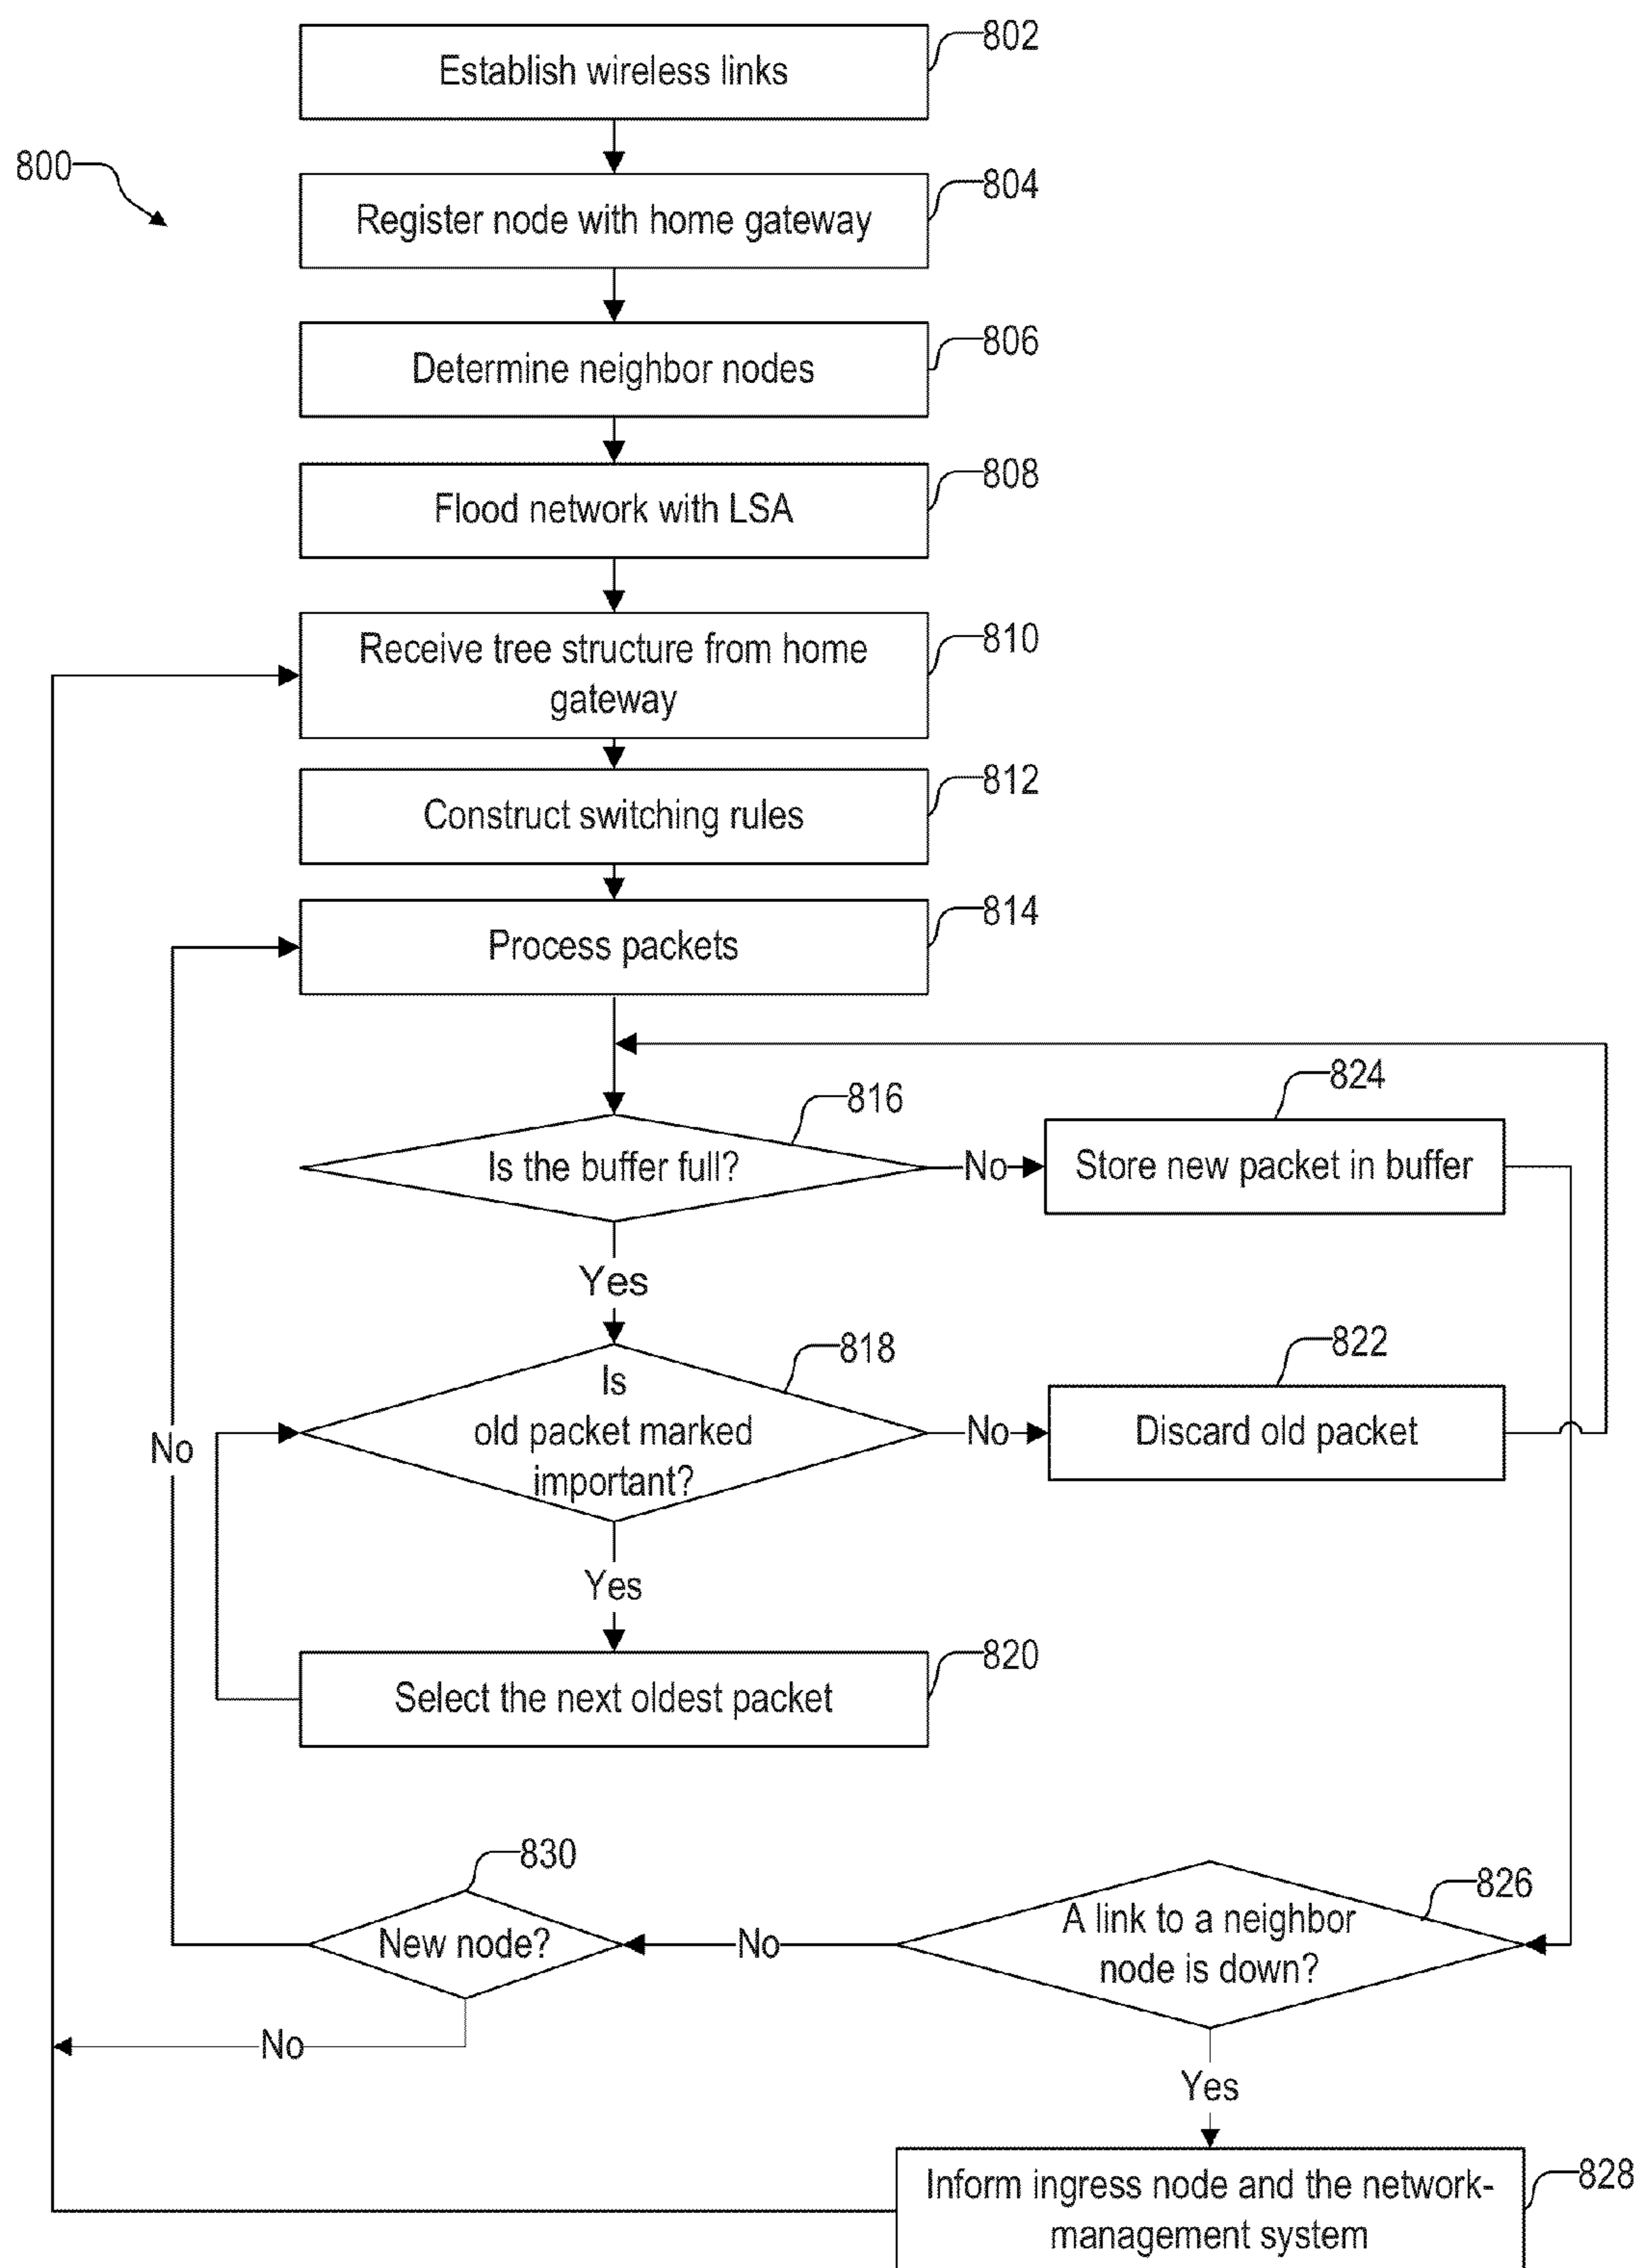 802
Establish wireless links
800
804
Register node with home gateway
806
Determine neighbor nodes
808
Flood network with LSA
810
Receive tree structure from home
gateway
812
Construct switching rules
814
Process packets
824
816
Is the buffer full?
No
Store new packet in buffer
Yes
818
822
Is
old packet marked
important?
No
Discard old packet
No
Yes
820
Select the next oldest packet
830
826
New node?
No
A link to a neighbor
node is down?
No
Yes
828
Inform ingress node and the network-
management system